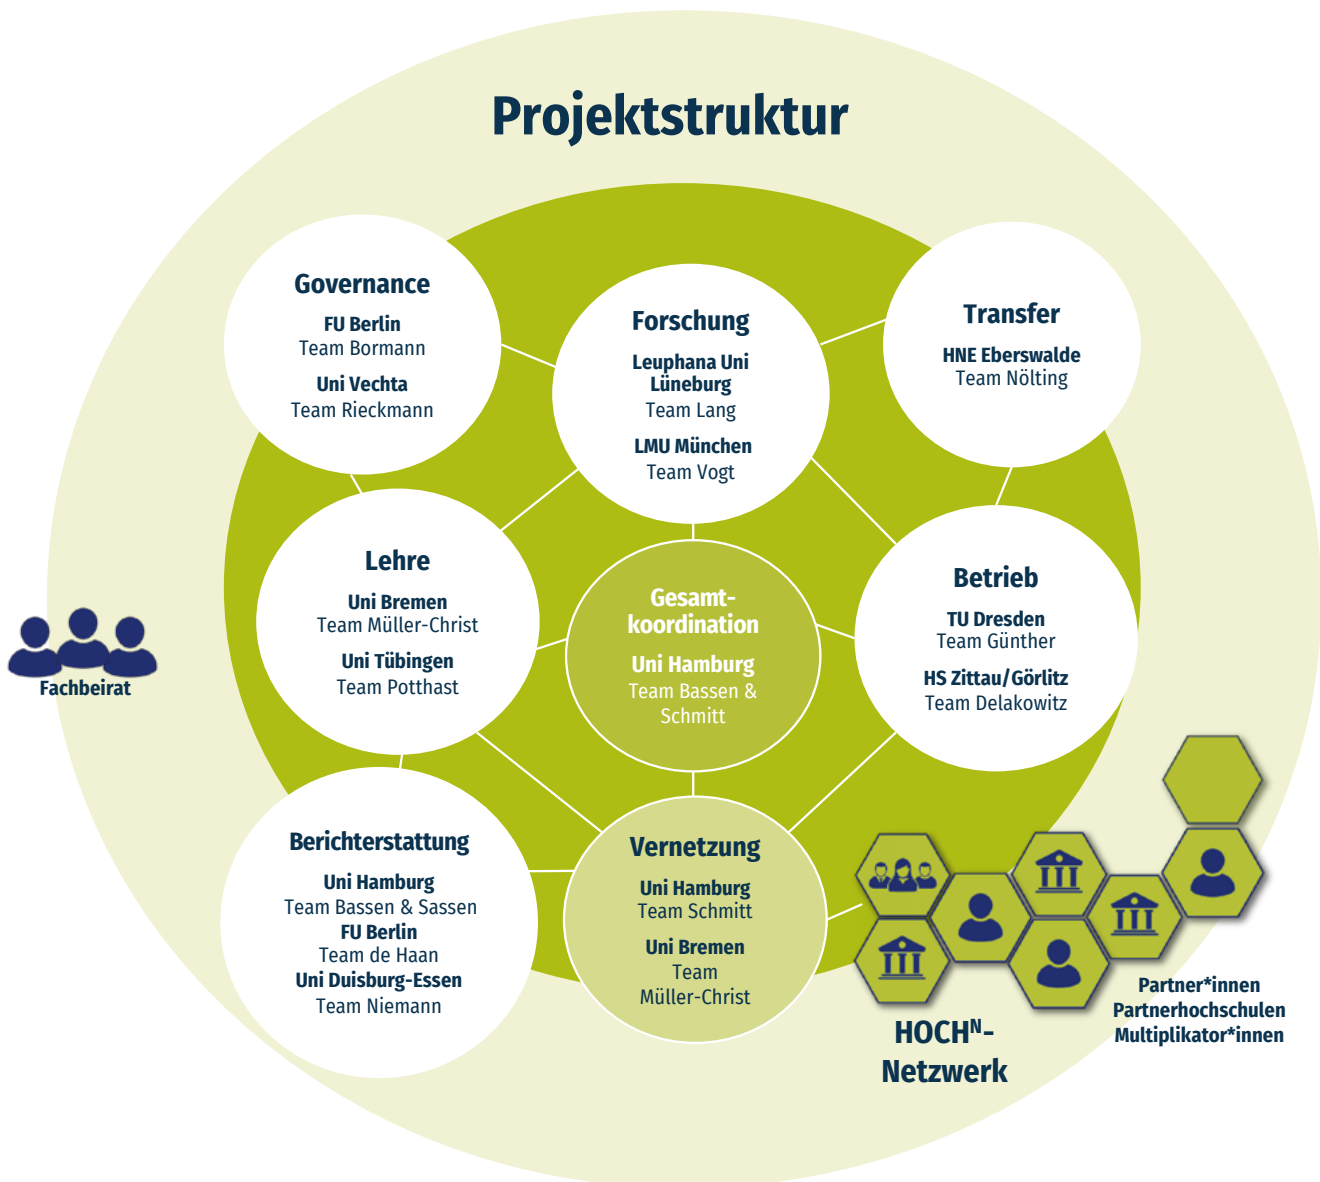 Projektstruktur
Governance
FU Berlin
Team Bormann
Uni Vechta
Team Rieckmann
Forschung
Leuphana Uni
Lüneburg
Team Lang
LMU München
Team Vogt
Transfer
HNE Eberswalde
Team Nölting
Lehre
Uni Bremen
Team Müller-Christ
Uni Tübingen
Team Potthast
Gesamt-
koordination
Uni Hamburg
Team Bassen &
Schmitt
Betrieb
TU Dresden
Team Günther
HS Zittau/Görlitz
Team Delakowitz
Fachbeirat
Berichterstattung
Uni Hamburg
Team Bassen & Sassen
FU Berlin
Team de Haan
Uni Duisburg-Essen
Team Niemann
Vernetzung
Uni Hamburg
Team Schmitt
Uni Bremen
Team
Müller-Christ
HOCHᴺ-
Netzwerk
Partner*innen
Partnerhochschulen
Multiplikator*innen